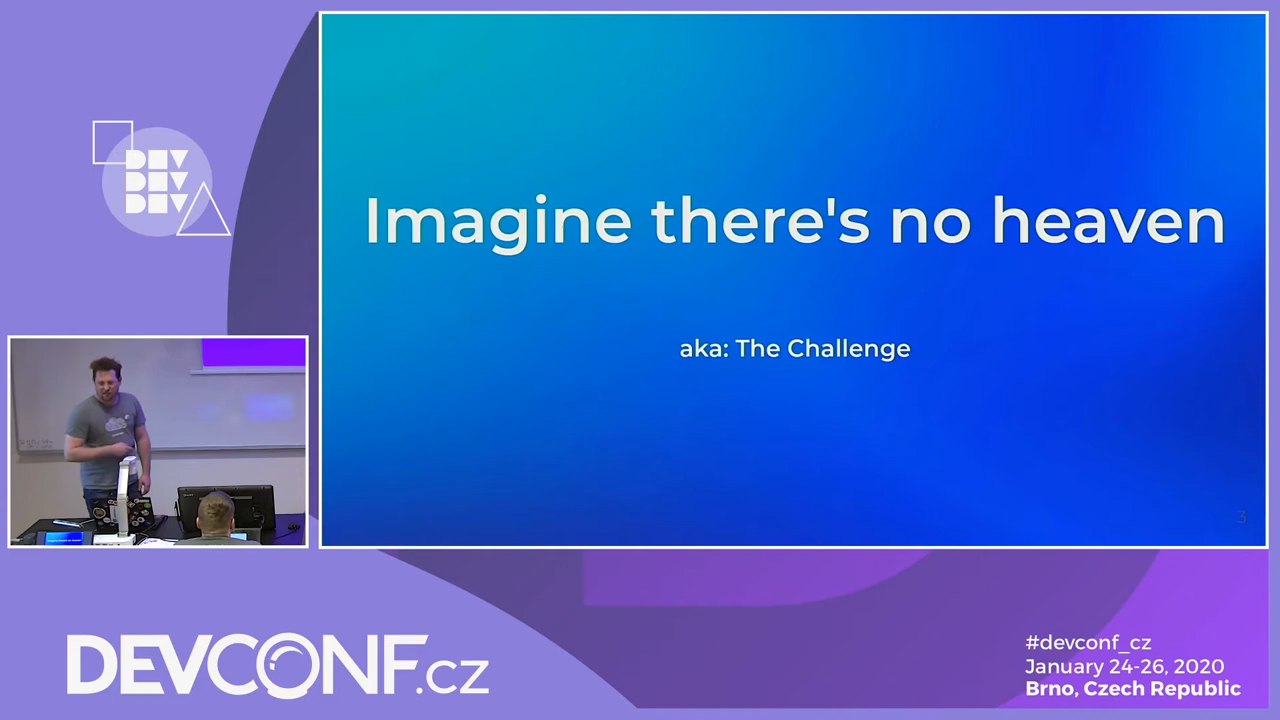 DEV
DEV
DEV
Imagine there's no heaven
aka: The Challenge
3
DEVCONF.cz
#devconf_cz
January 24-26, 2020
Brno, Czech Republic